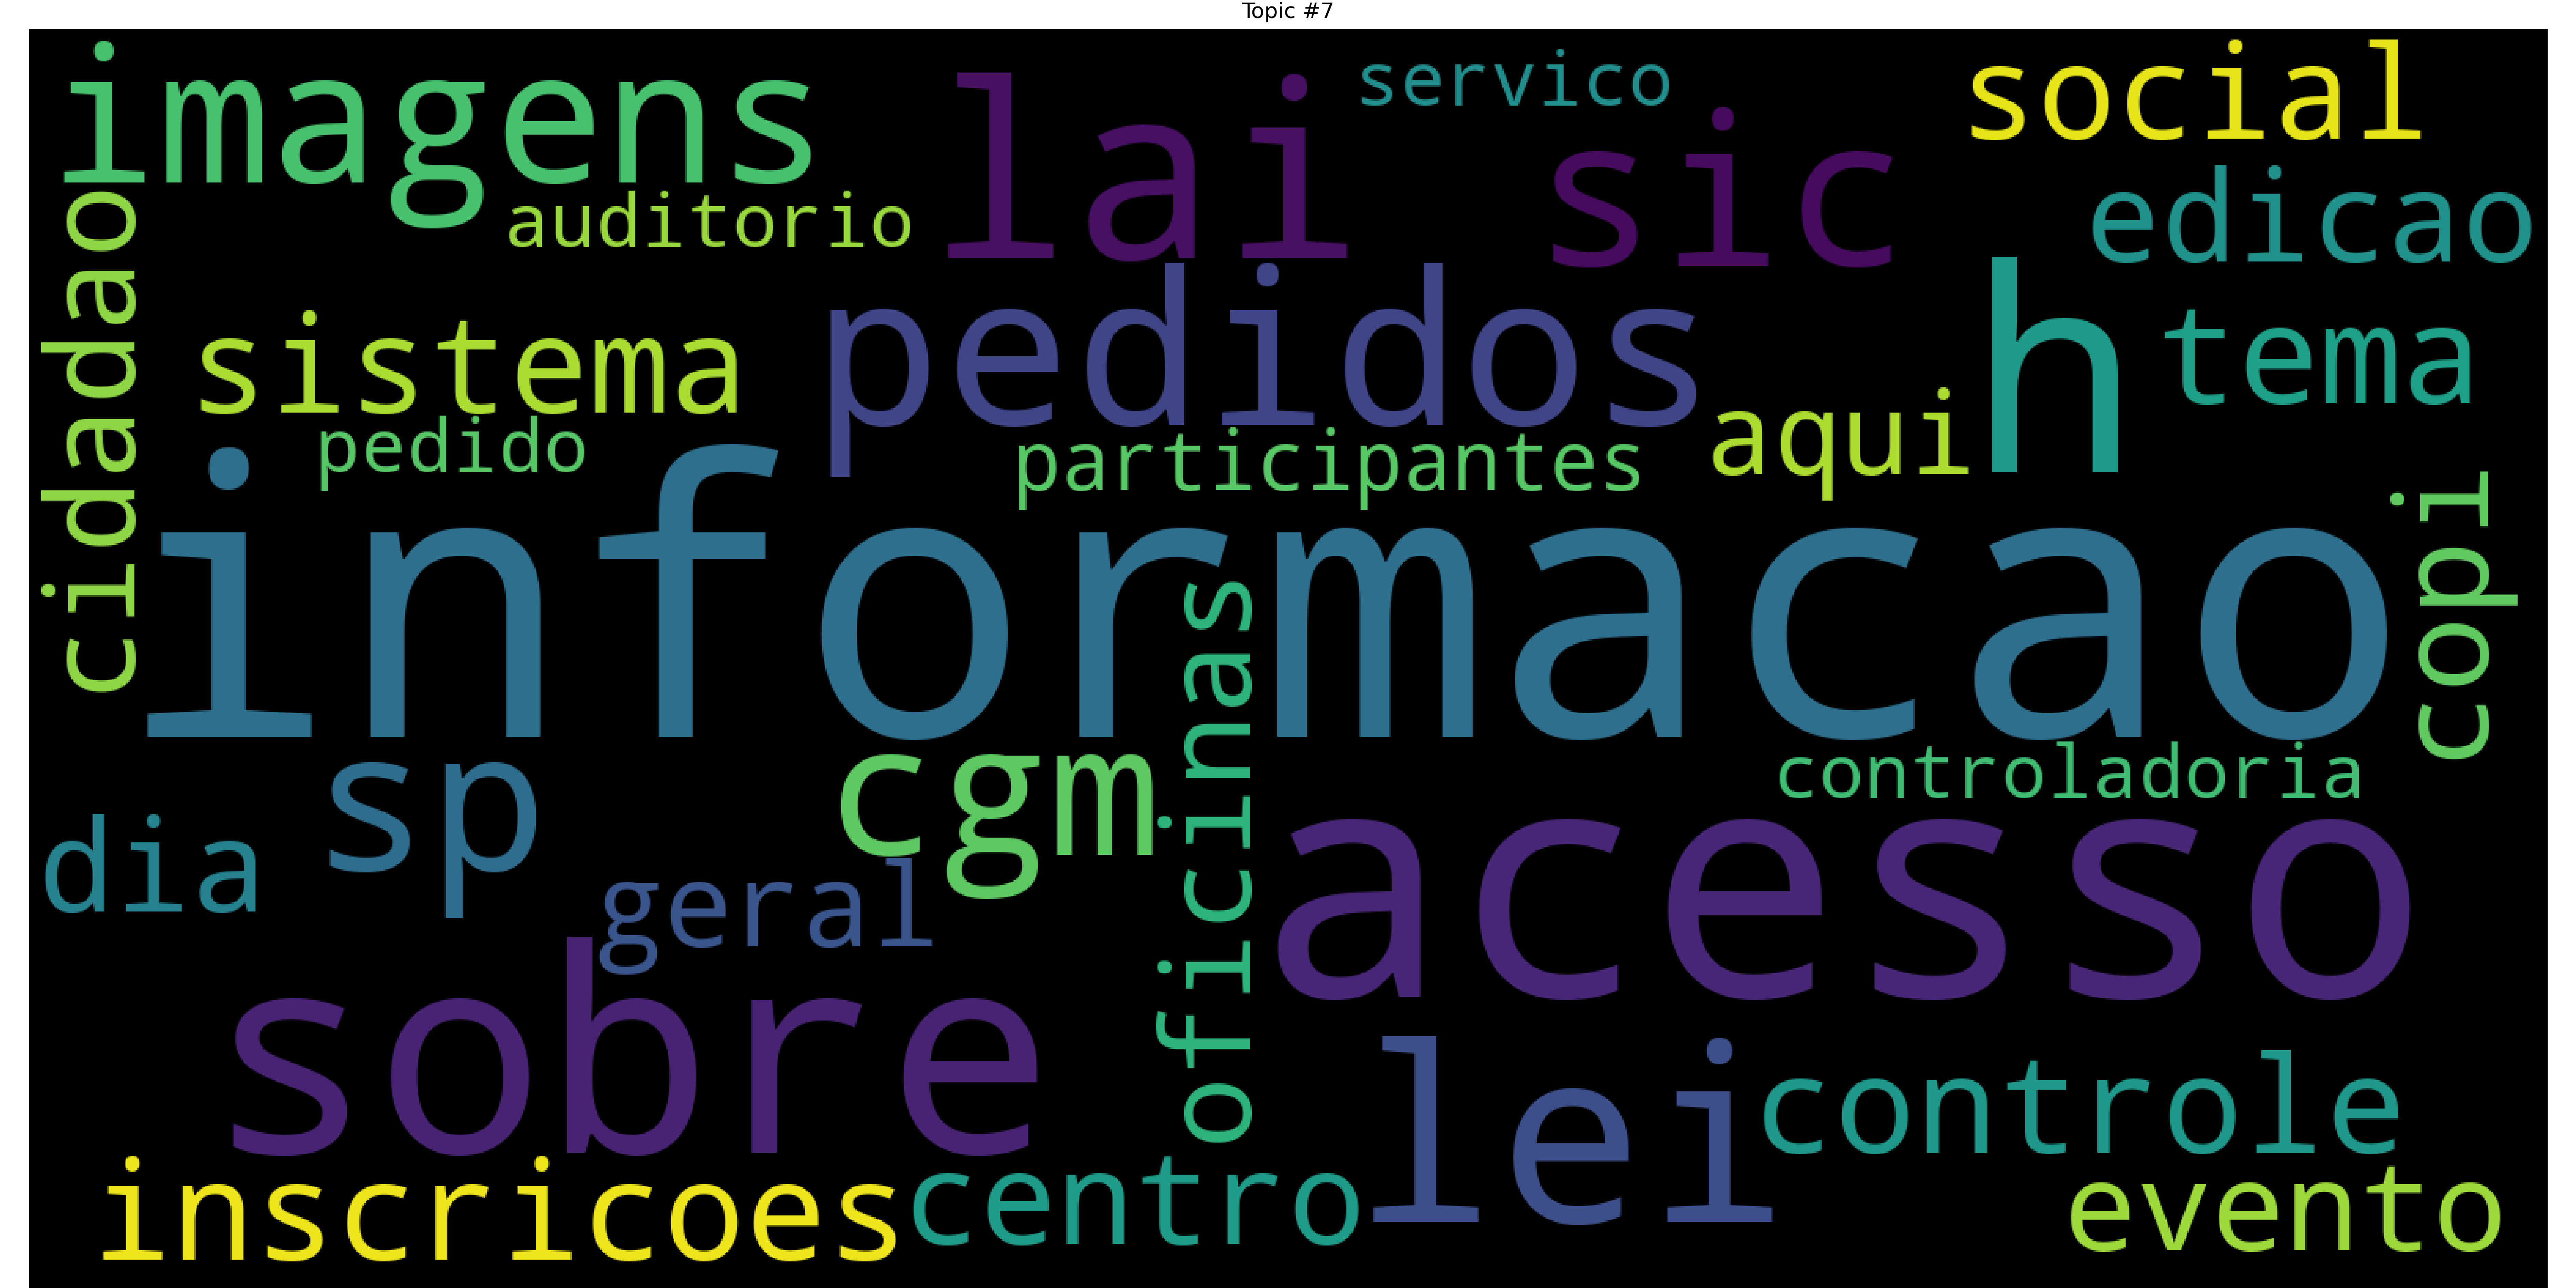 Topic #7
imagens
lai
servico
sic
social
auditorio
edicao
cidadao
sistema
pedidos
h
tema
pedido
participantes
aqui
informacao
copi
oficinas
sp
cgm
controladoria
dia
geral
acesso
sobre
lei
controle
inscricoes
centro
evento